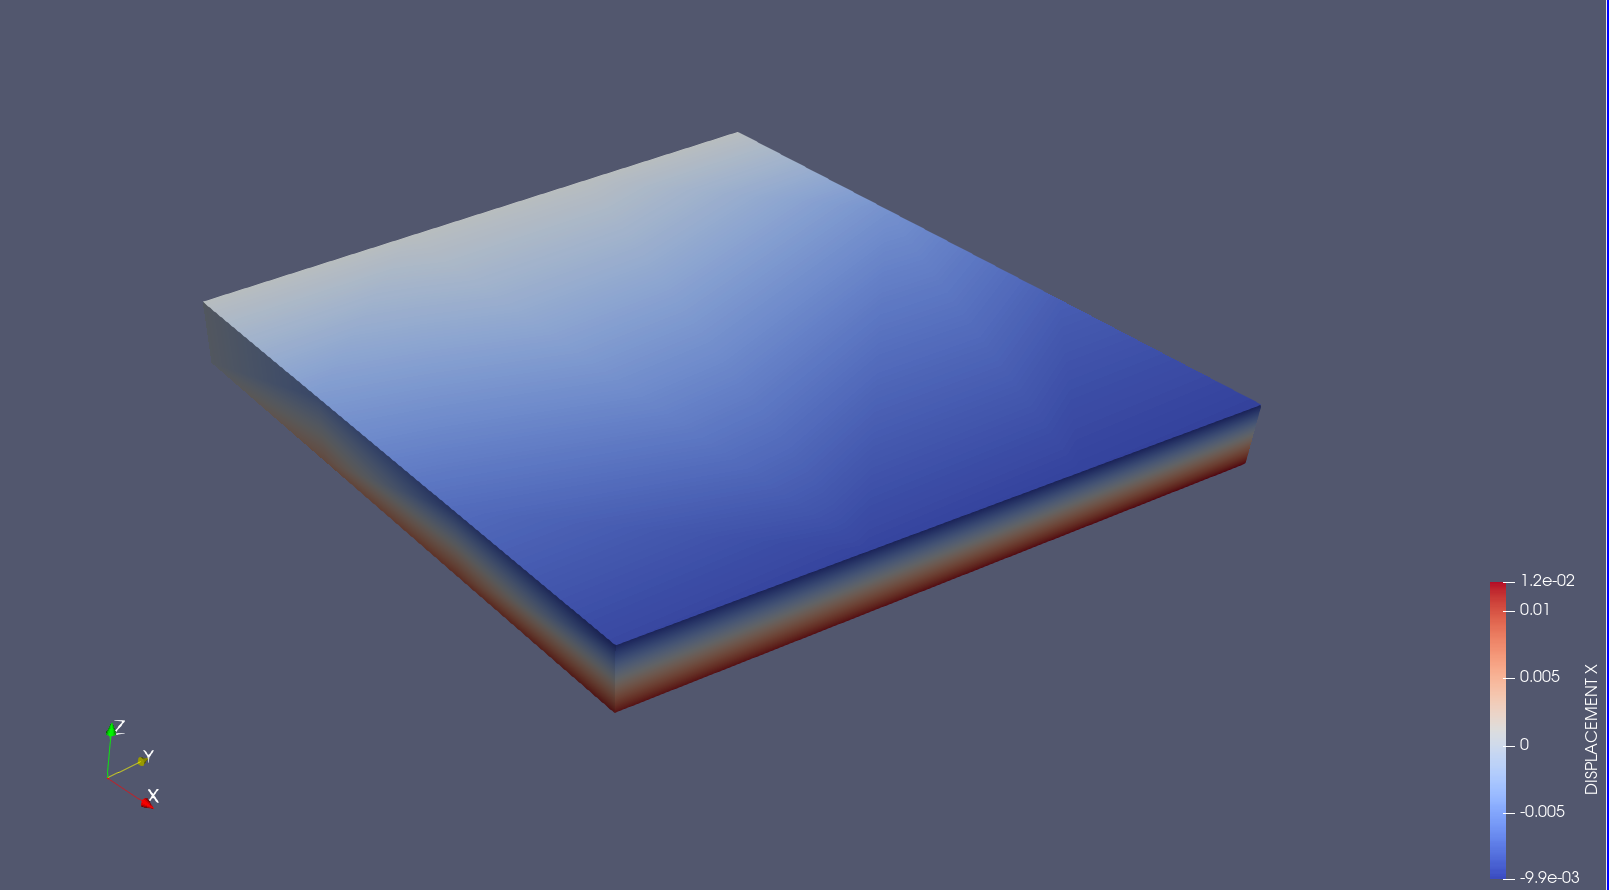 1.2e-02
0.01
0.005
0
-0.005
-9.9e-03
DISPLACEMENT X
Z
Y
X